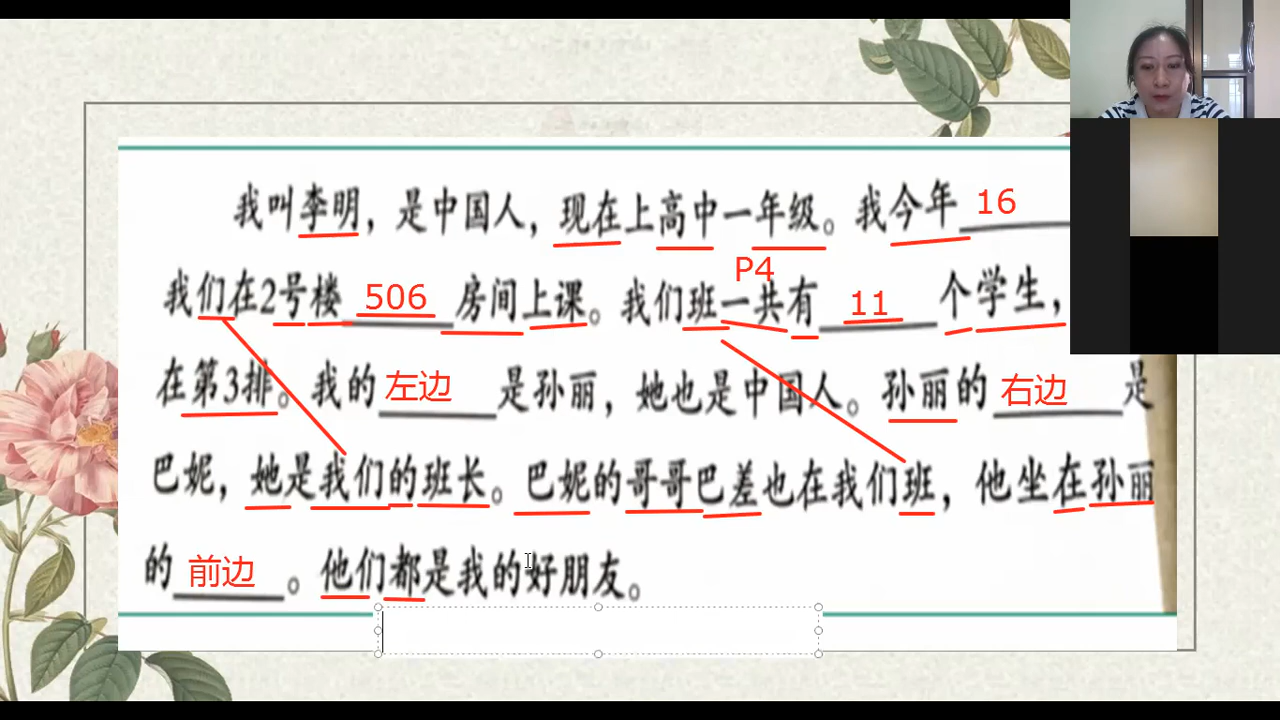 我叫李明，是中国人，现在上高中一年级。我今年 16
P4
我们在2号楼 506 房间上课。我们班一共有 11 个学生，
在第3排。我的 左边 是孙丽，她也是中国人。孙丽的 右边 是
巴妮，她是我们的班长。巴妮的哥哥巴差也在我们班，他坐在孙丽
的 前边 。他们都是我的好朋友。